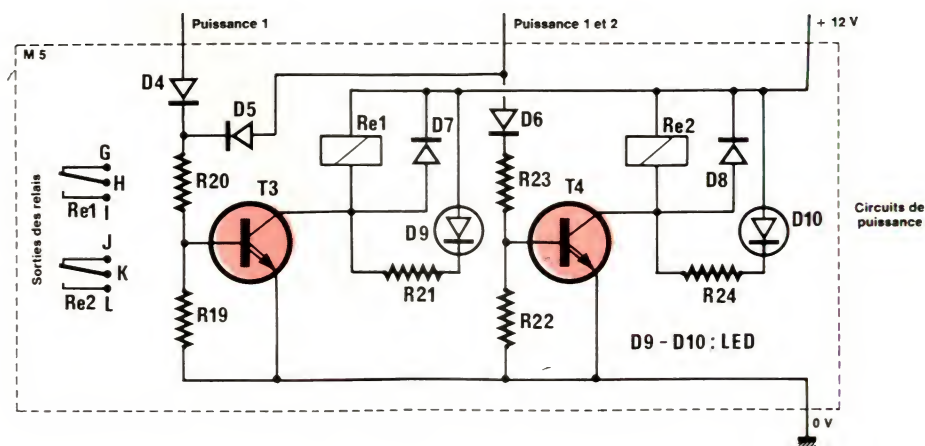 Puissance 1
Puissance 1 et 2
+ 12 V
M 5
D4
D5
D6
D7
D8
Re1
Re2
G
H
Re1
I
J
K
Re2
L
Sorties des relais
R20
T3
R23
T4
D9
D10
R21
R24
R19
R22
D9 - D10 : LED
Circuits de
puissance
0 V